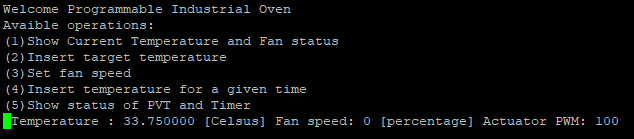 Welcome Programmable Industrial Oven
Avaible operations:
(1)Show Current Temperature and Fan status
(2)Insert target temperature
(3)Set fan speed
(4)Insert temperature for a given time
(5)Show status of PVT and Timer
Temperature : 33.750000 [Celsus] Fan speed: 0 [percentage] Actuator PWM: 100